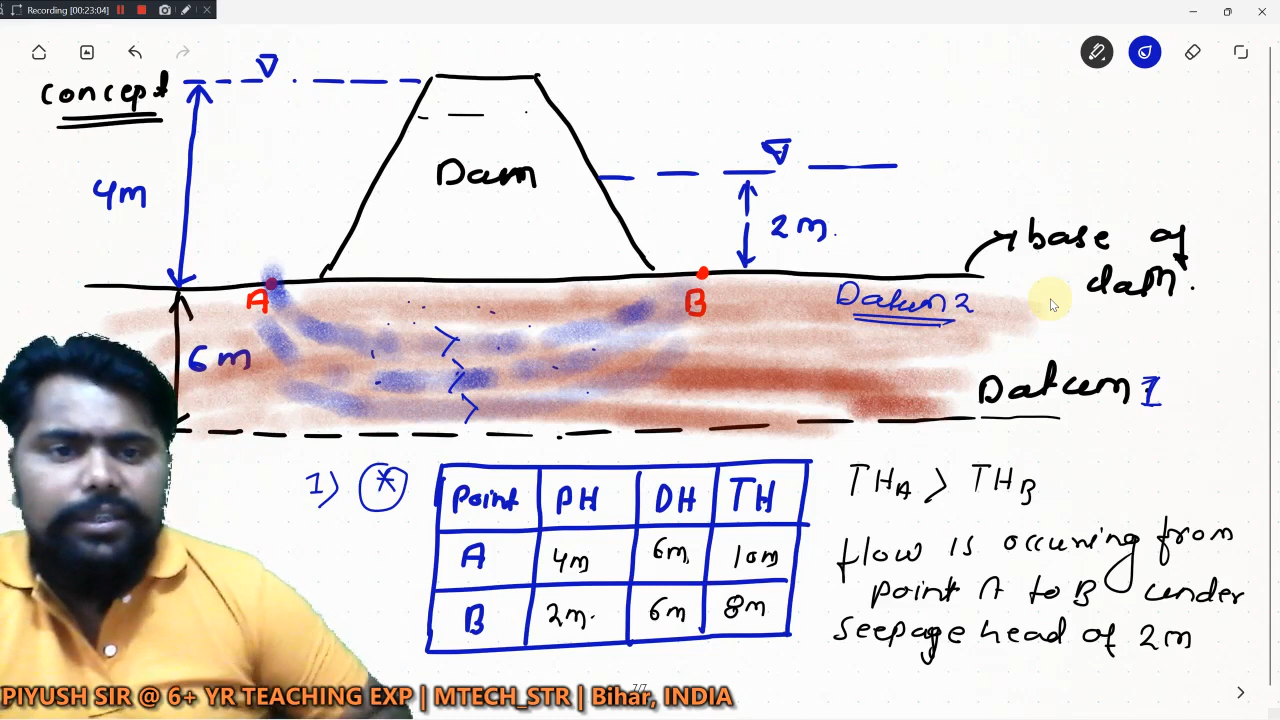 Recording [00:23:04]
concept
Dam
4m
2m.
base of
dam.
A
B
Datum 2
6m
Datum 1
1) *
Point PH DH TH
A 4m 6m 10m
B 2m. 6m 8m
THA > THB
flow is occuring from
point A to B under
seepage head of 2m
7/7
PIYUSH SIR @ 6+ YR TEACHING EXP | MTECH_STR | Bihar, INDIA